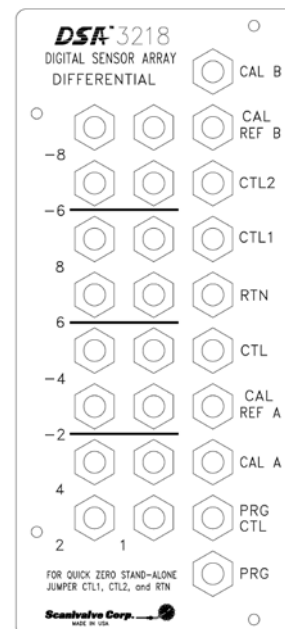 DSA™ 3218
DIGITAL SENSOR ARRAY
DIFFERENTIAL
CAL B
CAL
REF B
-8
CTL2
-6
CTL1
8
RTN
6
CTL
-4
CAL
REF A
-2
CAL A
4
PRG
CTL
2 1
PRG
FOR QUICK ZERO STAND-ALONE
JUMPER CTL1, CTL2, and RTN
Scanivalve Corp.
MADE IN USA